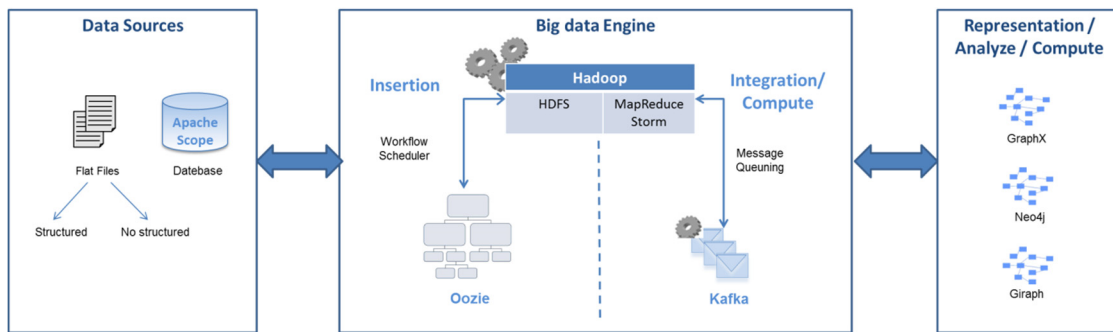 Data Sources
Apache
Scope
Flat Files
Datebase
Structured
No structured
Big data Engine
Insertion
Hadoop
HDFS
MapReduce
Storm
Integration/
Compute
Workflow
Scheduler
Message
Queuning
Oozie
Kafka
Representation /
Analyze / Compute
GraphX
Neo4j
Giraph